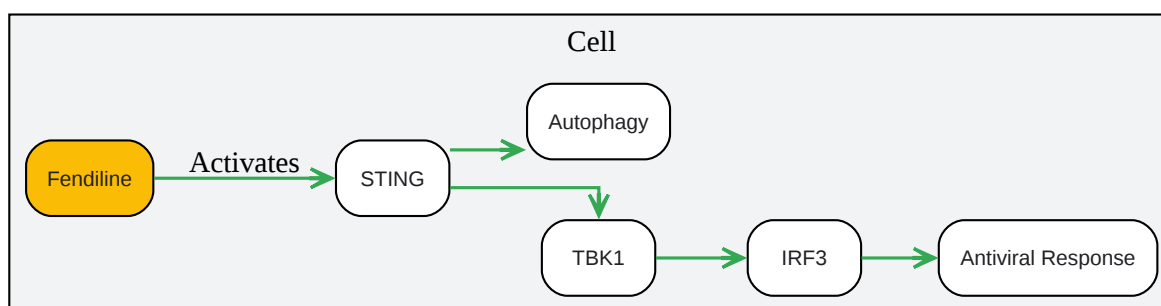 Cell
Autophagy
Fendiline
Activates
STING
TBK1
IRF3
Antiviral Response